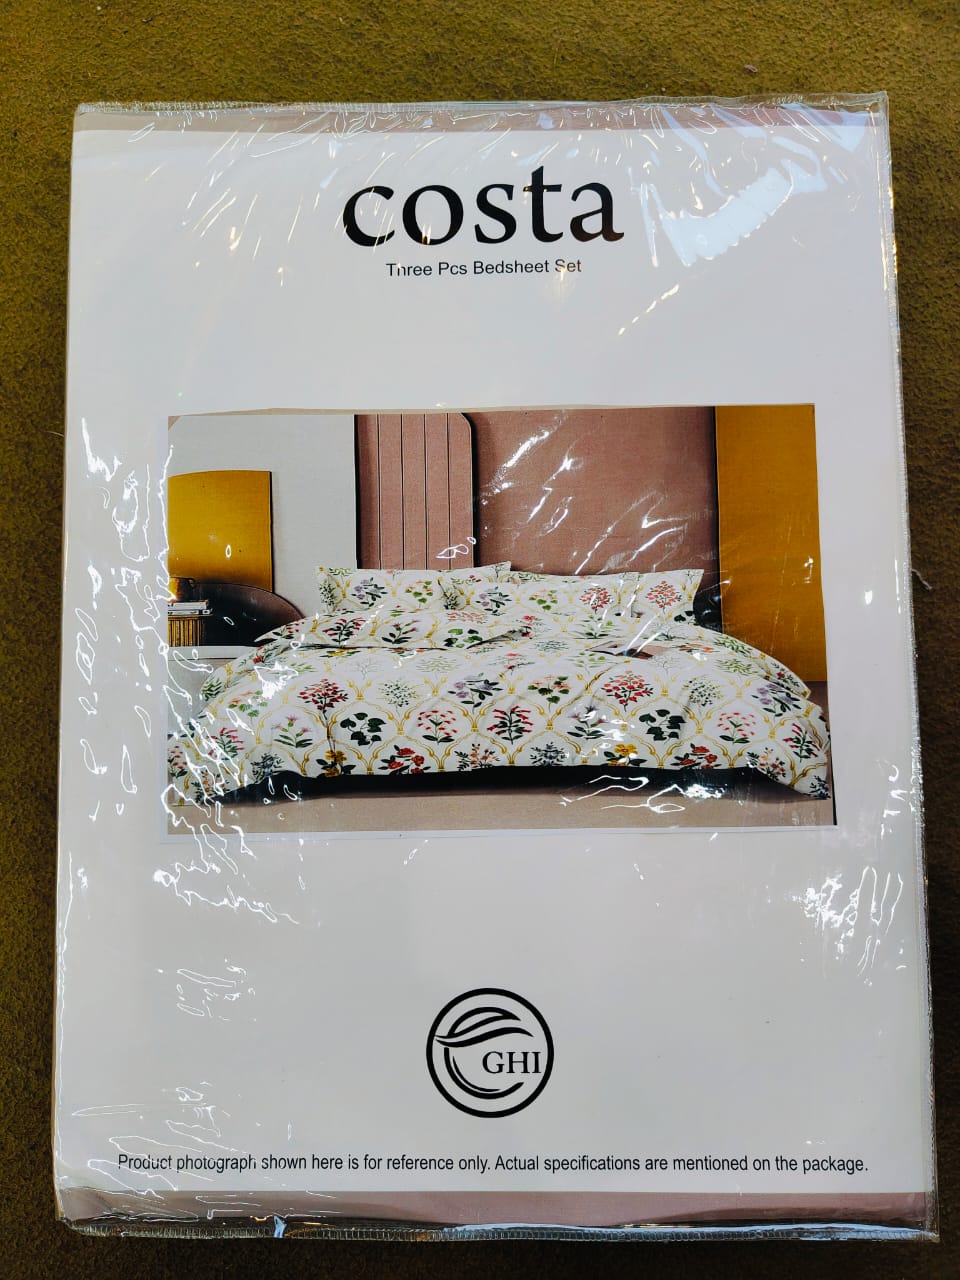 costa
Three Pcs Bedsheet Set
GHI
Product photograph shown here is for reference only. Actual specifications are mentioned on the package.